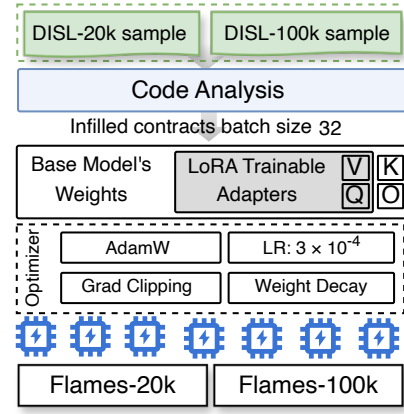 DISL-20k sample DISL-100k sample
Code Analysis
Infilled contracts batch size 32
Base Model's Weights
LoRA Trainable Adapters
V K
Q O
Optimizer
AdamW LR: 3 × 10⁻⁴
Grad Clipping Weight Decay
Flames-20k Flames-100k